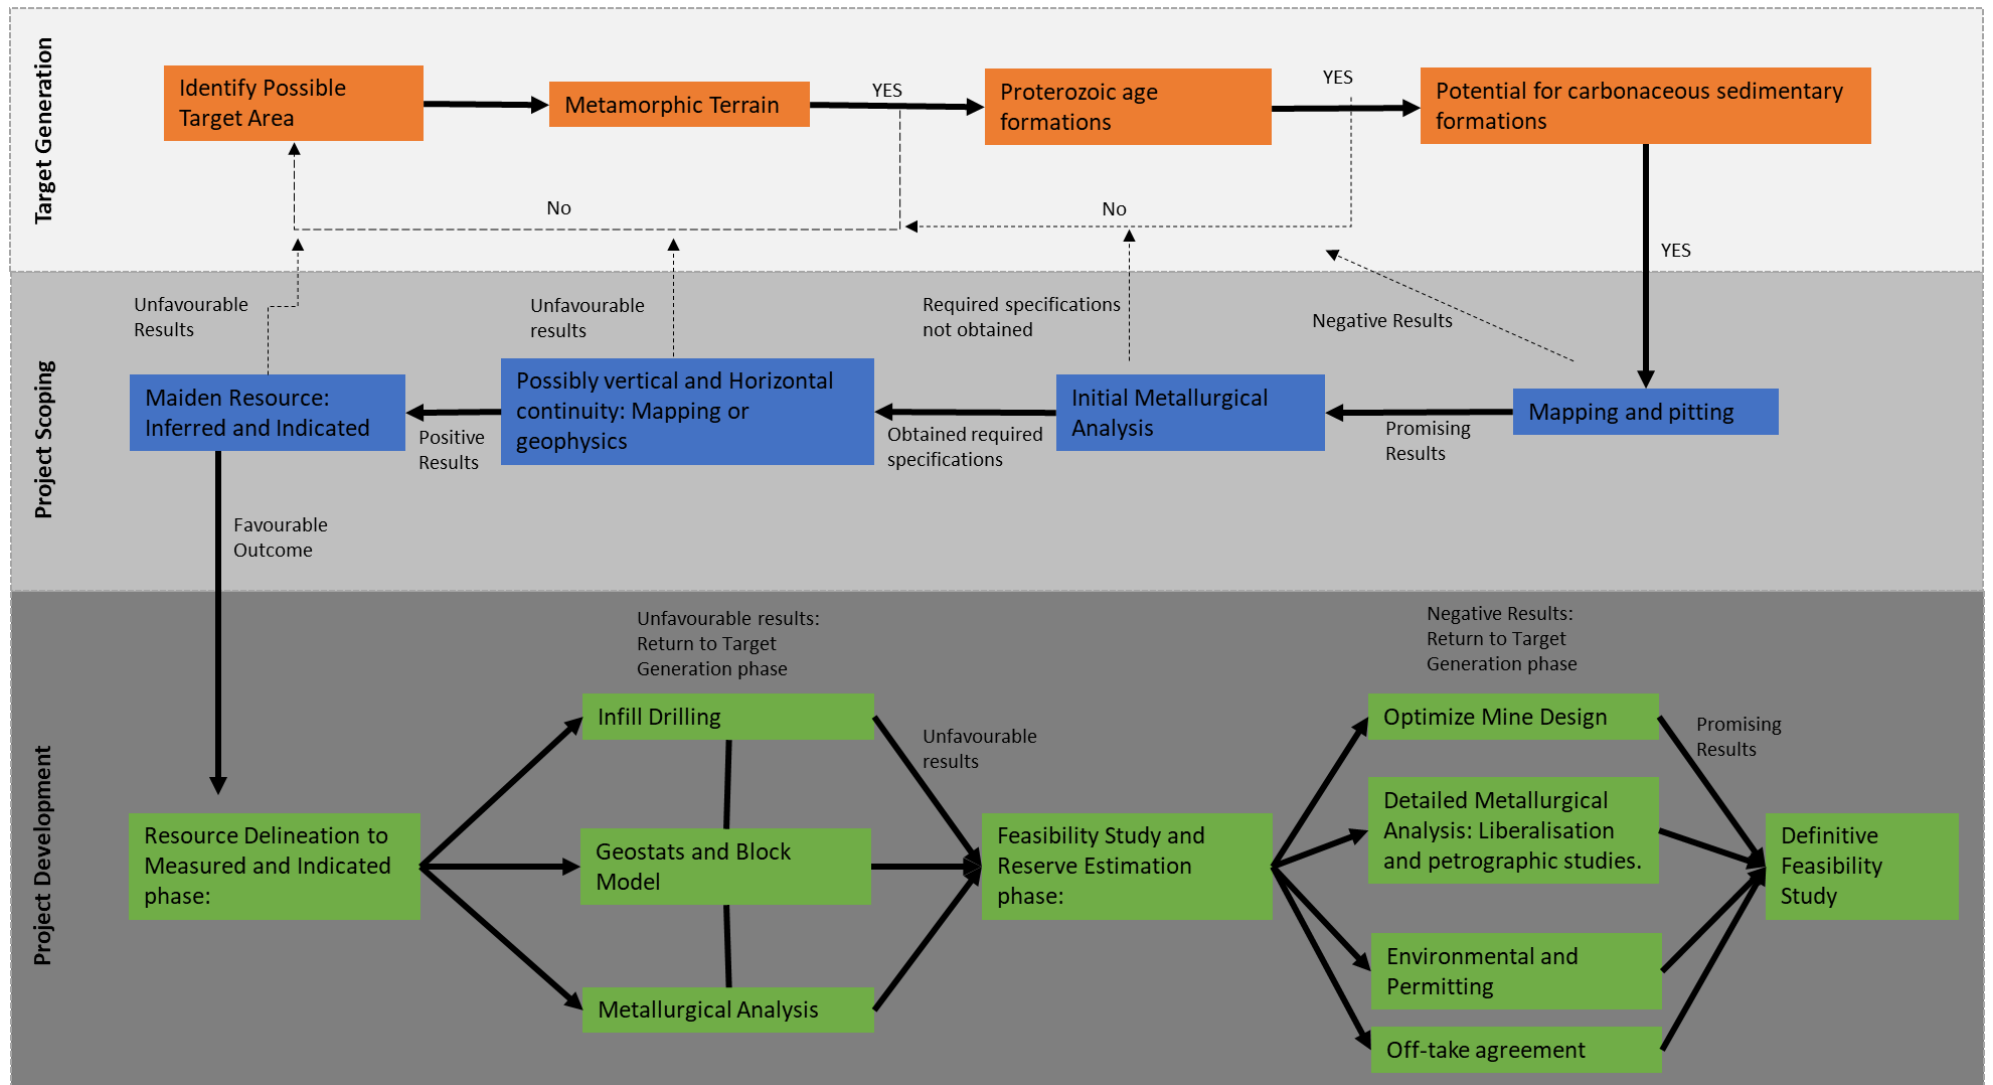 Target Generation
Identify Possible
Target Area
Metamorphic Terrain
YES
Proterozoic age
formations
YES
Potential for carbonaceous sedimentary
formations
No
No
YES
Project Scoping
Unfavourable
Results
Unfavourable
results
Required specifications
not obtained
Negative Results
Maiden Resource:
Inferred and Indicated
Positive
Results
Possibly vertical and Horizontal
continuity: Mapping or
geophysics
Obtained required
specifications
Initial Metallurgical
Analysis
Promising
Results
Mapping and pitting
Favourable
Outcome
Project Development
Unfavourable results:
Return to Target
Generation phase
Negative Results:
Return to Target
Generation phase
Resource Delineation to
Measured and Indicated
phase:
Infill Drilling
Geostats and Block
Model
Metallurgical Analysis
Unfavourable
results
Feasibility Study and
Reserve Estimation
phase:
Optimize Mine Design
Detailed Metallurgical
Analysis: Liberalisation
and petrographic studies.
Environmental and
Permitting
Off-take agreement
Promising
Results
Definitive
Feasibility
Study